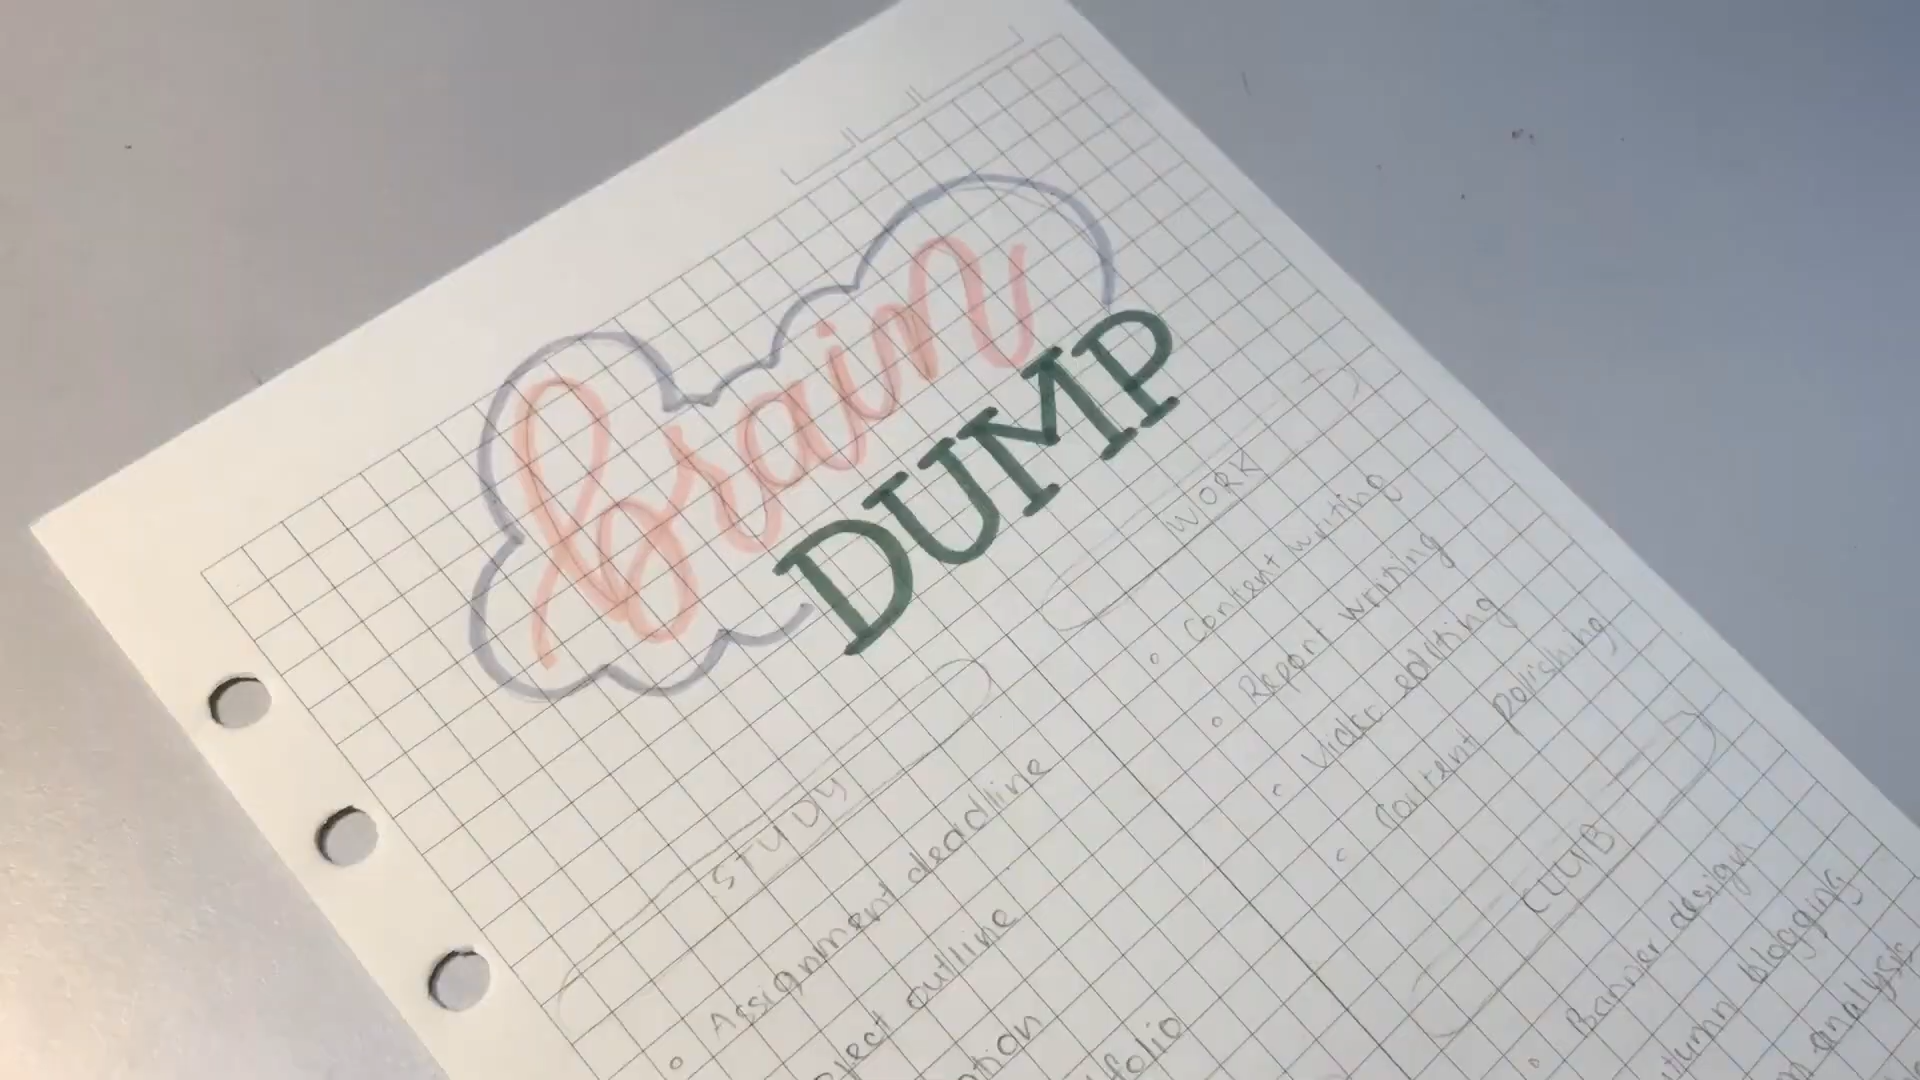 brain
DUMP
STUDY
Assignment deadline
outline
WORK
Content writing
Report writing
Video editing
Content polishing
CLUB
Banner design
blogging
analysis